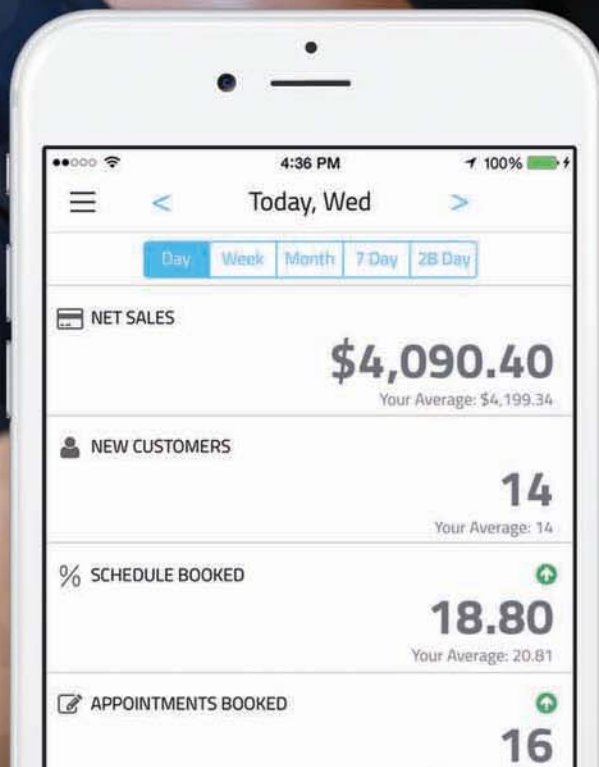 4:36 PM 100%
< Today, Wed >
Day Week Month 7 Day 28 Day
NET SALES
$4,090.40
Your Average: $4,199.34
NEW CUSTOMERS
14
Your Average: 14
% SCHEDULE BOOKED
18.80
Your Average: 20.81
APPOINTMENTS BOOKED
16